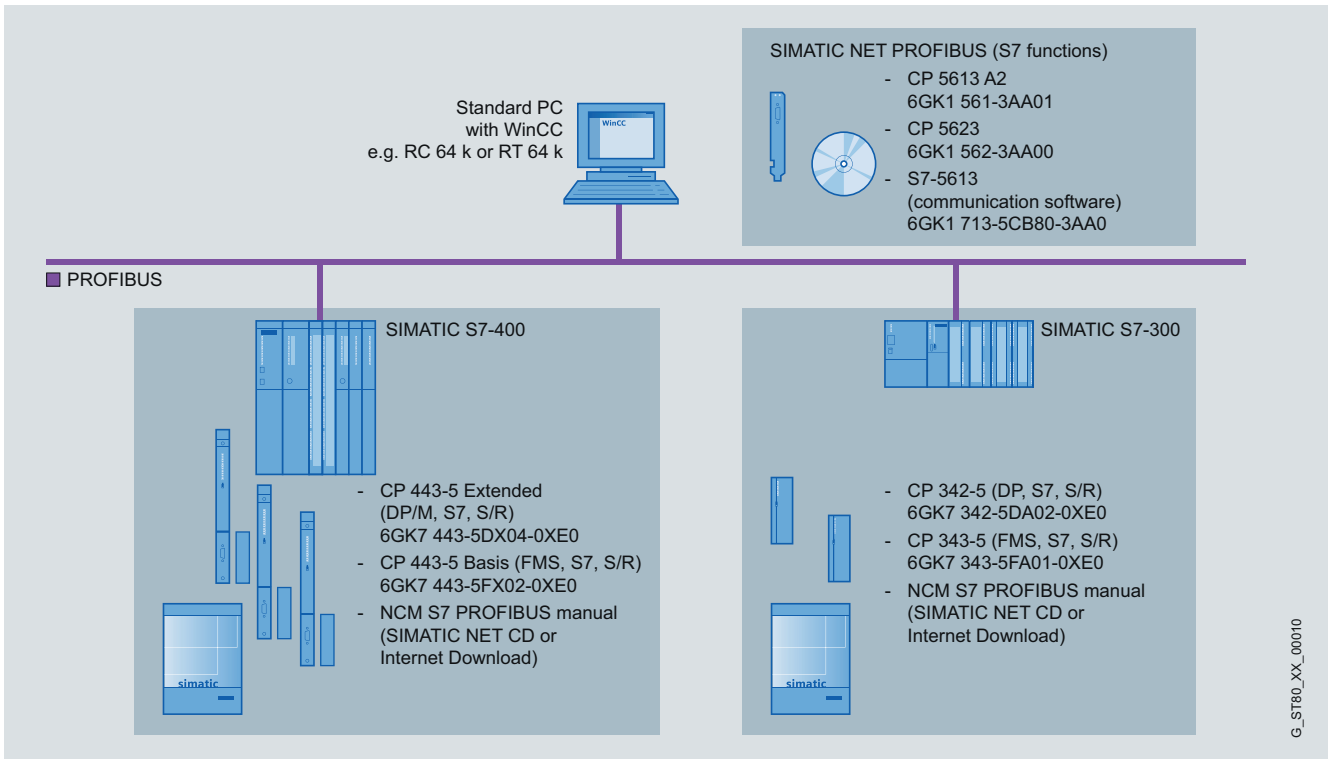 SIMATIC NET PROFIBUS (S7 functions)
- CP 5613 A2
6GK1 561-3AA01
- CP 5623
6GK1 562-3AA00
- S7-5613
(communication software)
6GK1 713-5CB80-3AA0
Standard PC
with WinCC
e.g. RC 64 k or RT 64 k
WinCC
PROFIBUS
SIMATIC S7-400
- CP 443-5 Extended
(DP/M, S7, S/R)
6GK7 443-5DX04-0XE0
- CP 443-5 Basis (FMS, S7, S/R)
6GK7 443-5FX02-0XE0
- NCM S7 PROFIBUS manual
(SIMATIC NET CD or
Internet Download)
simatic
SIMATIC S7-300
- CP 342-5 (DP, S7, S/R)
6GK7 342-5DA02-0XE0
- CP 343-5 (FMS, S7, S/R)
6GK7 343-5FA01-0XE0
- NCM S7 PROFIBUS manual
(SIMATIC NET CD or
Internet Download)
simatic
G_ST80_XX_00010